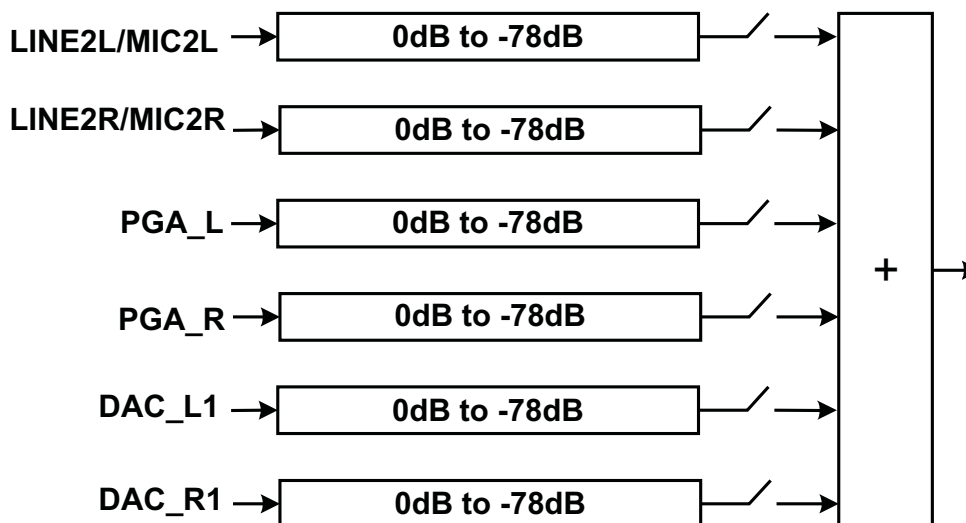 LINE2L/MIC2L 0dB to -78dB
LINE2R/MIC2R 0dB to -78dB
PGA_L 0dB to -78dB
+
PGA_R 0dB to -78dB
DAC_L1 0dB to -78dB
DAC_R1 0dB to -78dB